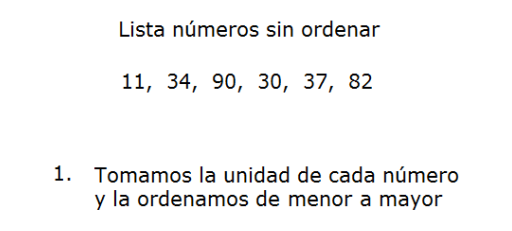 Lista números sin ordenar
11, 34, 90, 30, 37, 82
1. Tomamos la unidad de cada número
y la ordenamos de menor a mayor